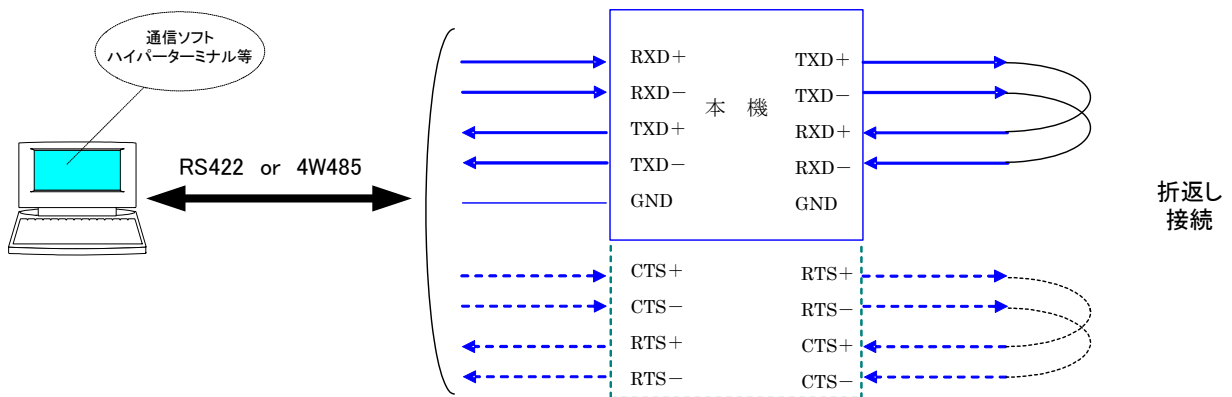 通信ソフト
ハイパーターミナル等
RS422 or 4W485
RXD+
RXD−
TXD+
TXD−
GND
本 機
TXD+
TXD−
RXD+
RXD−
GND
CTS+
CTS−
RTS+
RTS−
RTS+
RTS−
CTS+
CTS−
折返し
接続